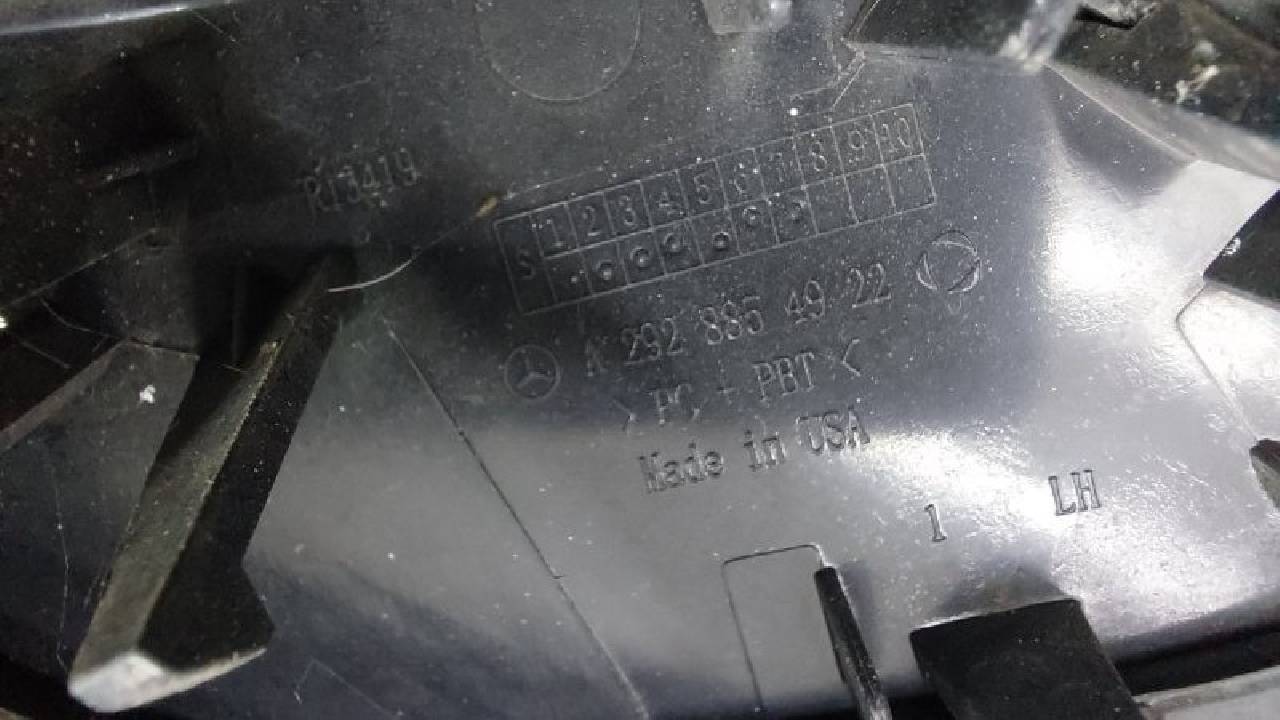 R13419
S 1 2 3 4 5 6 7 8 9 10
A 292 885 49 22
> PC + PBT <
Made in USA
1 LH